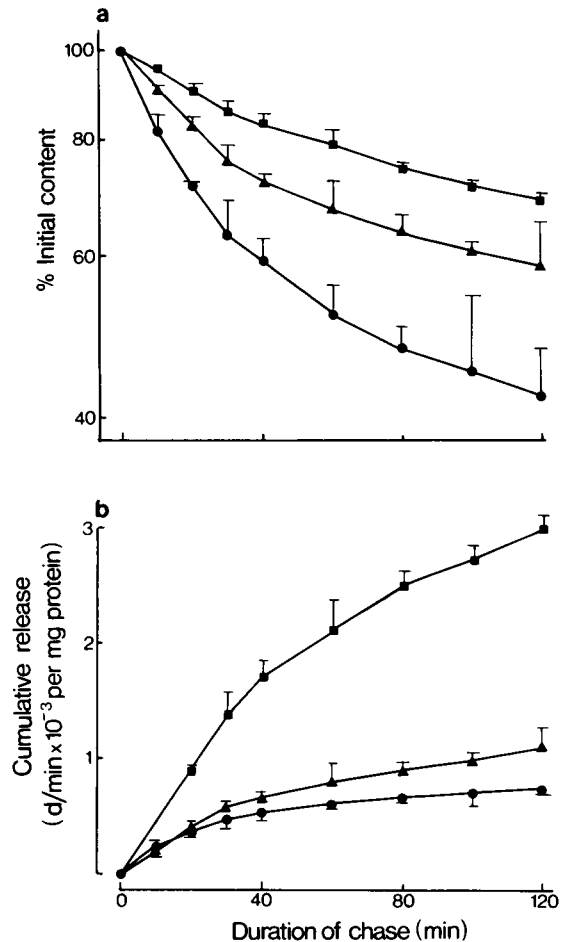 a
100
80
60
40
% Initial content
b
3
2
1
Cumulative release
(d/min x 10⁻³ per mg protein)
0
40
80
120
Duration of chase (min)